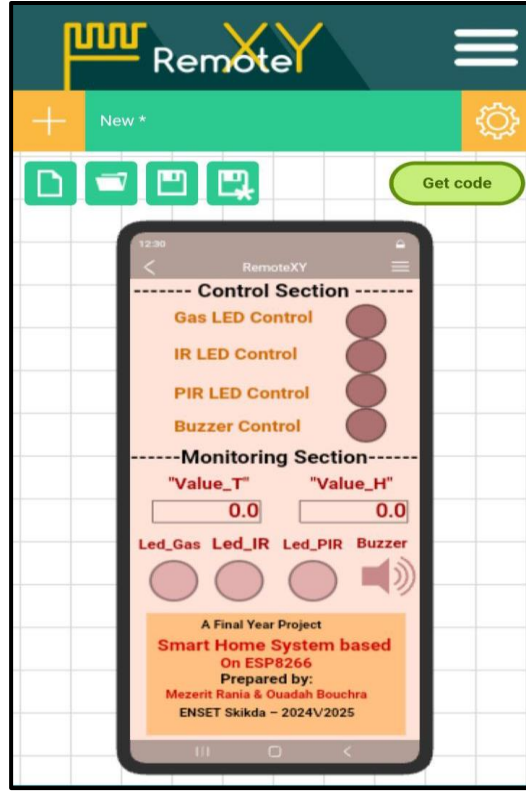 RemoteXY
New *
Get code
12:30
RemoteXY
------- Control Section -------
Gas LED Control
IR LED Control
PIR LED Control
Buzzer Control
------Monitoring Section------
"Value_T" "Value_H"
0.0 0.0
Led_Gas Led_IR Led_PIR Buzzer
A Final Year Project
Smart Home System based
On ESP8266
Prepared by:
Mezerit Rania & Ouadah Bouchra
ENSET Skikda – 2024\/2025